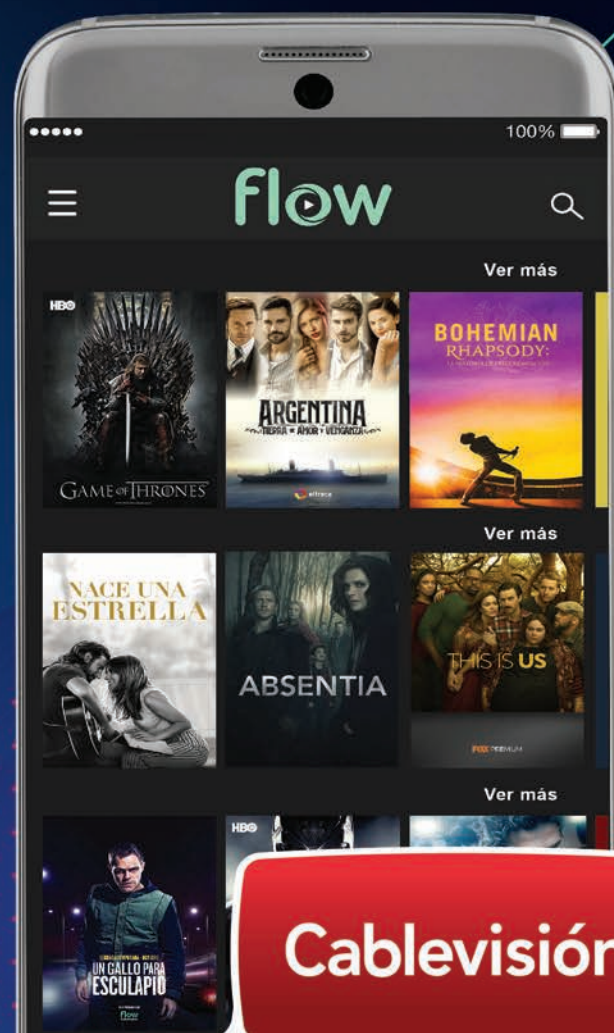 100%
flow
Ver más
HBO
GAME OF THRONES
ARGENTINA
TIERRA DE AMOR Y VENGANZA
eltrece
BOHEMIAN
RHAPSODY:
Ver más
NACE UNA
ESTRELLA
ABSENTIA
THIS IS US
FOX PREMIUM
Ver más
UN GALLO PARA
ESCULAPIO
flow
HBO
Cablevisión